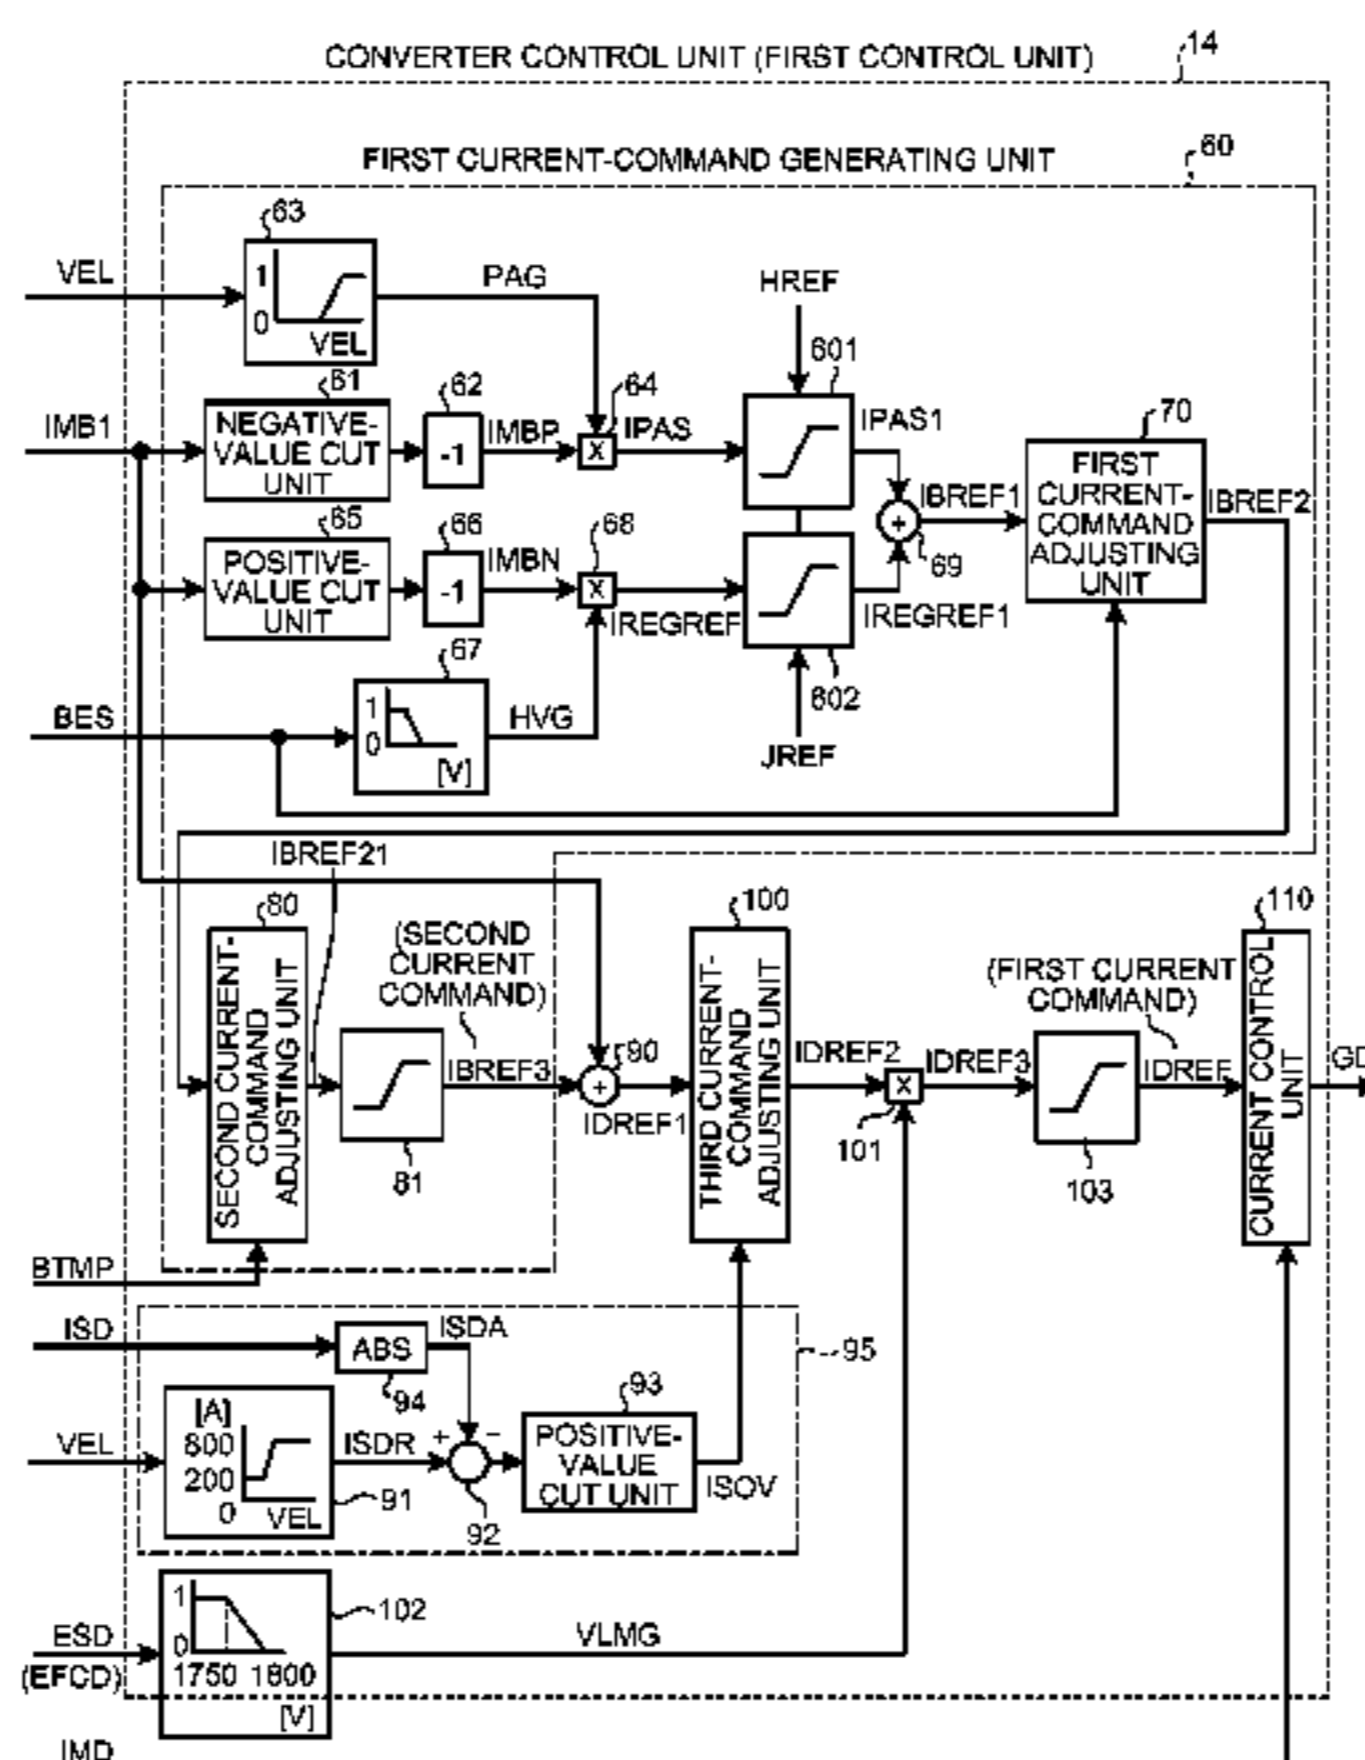 CONVERTER CONTROL UNIT (FIRST CONTROL UNIT)
14
FIRST CURRENT-COMMAND GENERATING UNIT
60
63
VEL
1
0
VEL
PAG
HREF
601
61
62
64
IMB1
NEGATIVE-
VALUE CUT
UNIT
-1
IMBP
X
IPAS
IPAS1
70
FIRST
CURRENT-
COMMAND
ADJUSTING
UNIT
IBREF1
+
69
IBREF2
65
66
68
POSITIVE-
VALUE CUT
UNIT
-1
IMBN
X
IREGREF
IREGREF1
602
JREF
67
BES
1
0
[V]
HVG
IBREF21
80
SECOND CURRENT-
COMMAND
ADJUSTING UNIT
(SECOND
CURRENT
COMMAND)
81
IBREF3
90
+
IDREF1
100
THIRD CURRENT-
COMMAND
ADJUSTING UNIT
IDREF2
X
101
IDREF3
103
(FIRST CURRENT
COMMAND)
IDREF
110
CURRENT CONTROL
UNIT
GD
BTMP
ISD
ABS
94
ISDA
95
VEL
[A]
800
200
0
VEL
91
ISDR
+
−
92
93
POSITIVE-
VALUE
CUT UNIT
ISOV
ESD
(EFCD)
1
0
1750 1800
[V]
102
VLMG
IMD